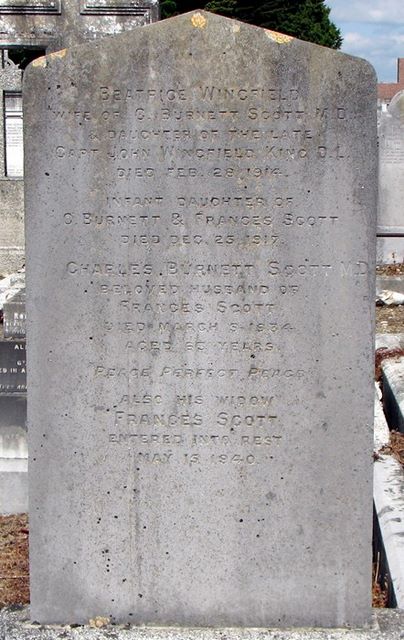 BEATRICE WINGFIELD
WIFE OF C. BURNETT SCOTT M.D.
& DAUGHTER OF THE LATE
CAPT JOHN WINGFIELD KING D.L.
DIED FEB. 28. 1914.
INFANT DAUGHTER OF
C. BURNETT & FRANCES SCOTT
DIED DEC. 25. 1917.
CHARLES BURNETT SCOTT M.D.
BELOVED HUSBAND OF
FRANCES SCOTT
DIED MARCH 1934
AGED YEARS.
PEACE PERFECT PEACE
ALSO HIS WIDOW
FRANCES SCOTT
ENTERED INTO REST
MAY 15 1940.